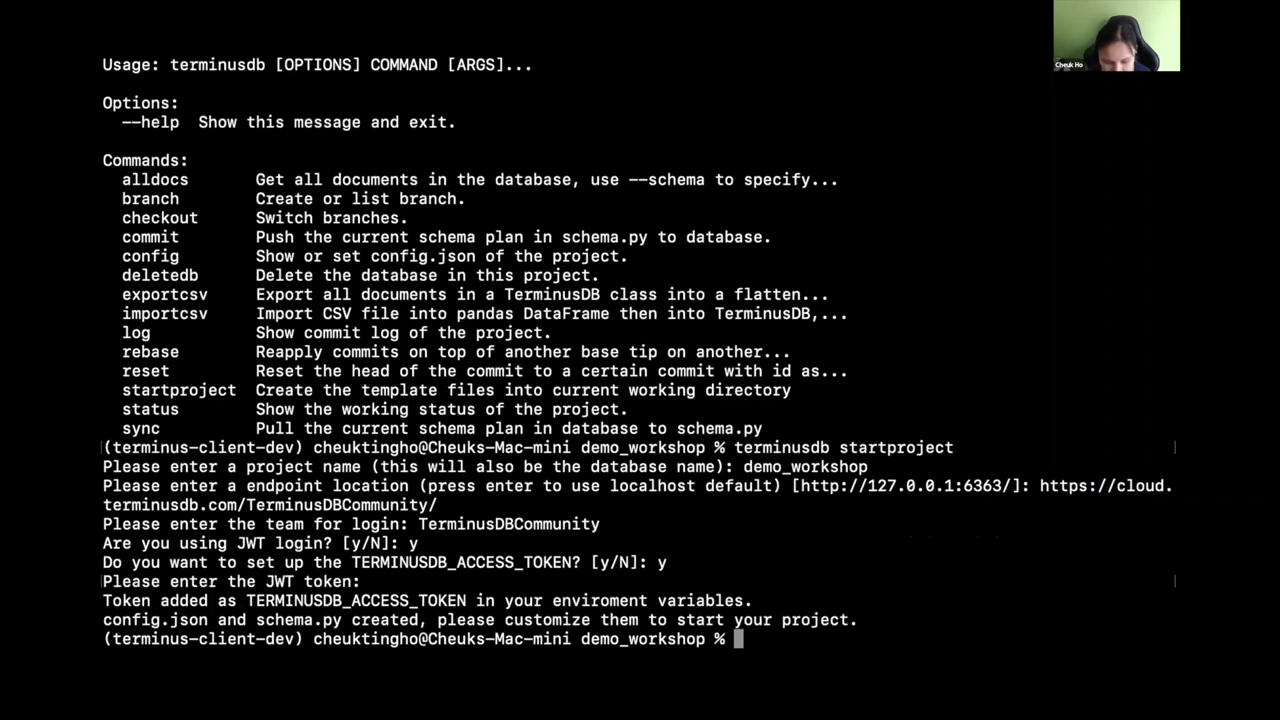 Cheuk Ho
Usage: terminusdb [OPTIONS] COMMAND [ARGS]...
Options:
--help  Show this message and exit.
Commands:
alldocs       Get all documents in the database, use --schema to specify...
branch        Create or list branch.
checkout      Switch branches.
commit        Push the current schema plan in schema.py to database.
config        Show or set config.json of the project.
deletedb      Delete the database in this project.
exportcsv     Export all documents in a TerminusDB class into a flatten...
importcsv     Import CSV file into pandas DataFrame then into TerminusDB,...
log           Show commit log of the project.
rebase        Reapply commits on top of another base tip on another...
reset         Reset the head of the commit to a certain commit with id as...
startproject  Create the template files into current working directory
status        Show the working status of the project.
sync          Pull the current schema plan in database to schema.py
(terminus-client-dev) cheuktingho@Cheuks-Mac-mini demo_workshop % terminusdb startproject
Please enter a project name (this will also be the database name): demo_workshop
Please enter a endpoint location (press enter to use localhost default) [http://127.0.0.1:6363/]: https://cloud.
terminusdb.com/TerminusDBCommunity/
Please enter the team for login: TerminusDBCommunity
Are you using JWT login? [y/N]: y
Do you want to set up the TERMINUSDB_ACCESS_TOKEN? [y/N]: y
Please enter the JWT token:
Token added as TERMINUSDB_ACCESS_TOKEN in your enviroment variables.
config.json and schema.py created, please customize them to start your project.
(terminus-client-dev) cheuktingho@Cheuks-Mac-mini demo_workshop %